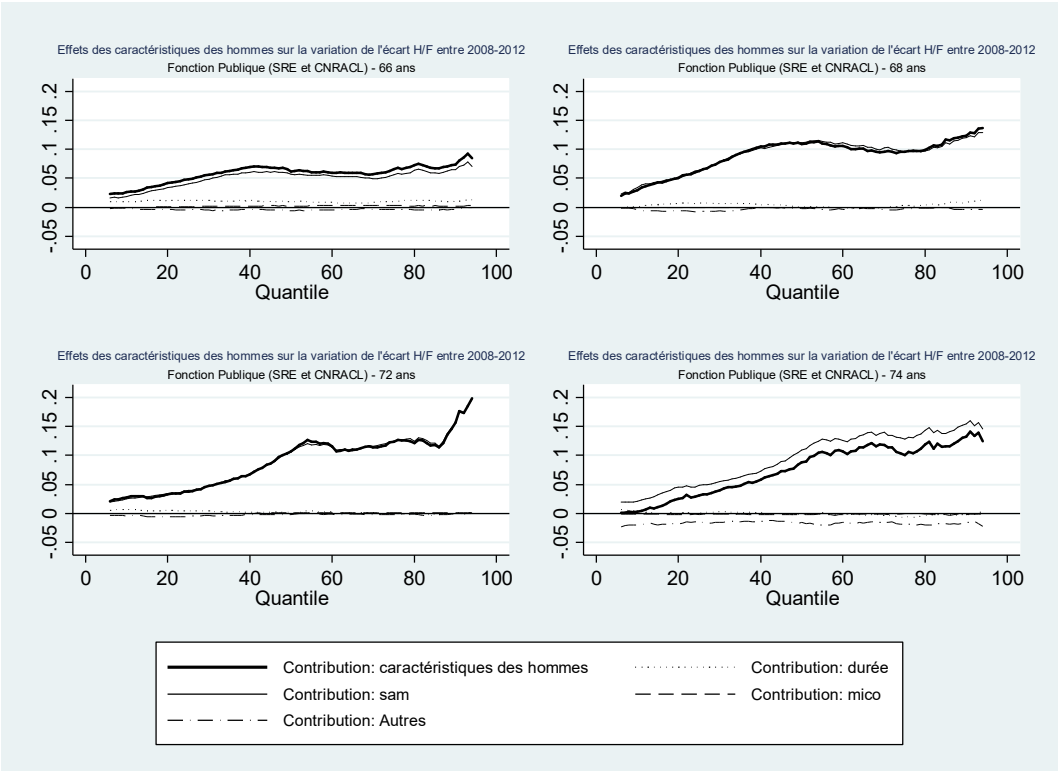 Effets des caractéristiques des hommes sur la variation de l'écart H/F entre 2008-2012
Fonction Publique (SRE et CNRACL) - 66 ans
-.05 0 .05 .1 .15 .2
0 20 40 60 80 100
Quantile
Effets des caractéristiques des hommes sur la variation de l'écart H/F entre 2008-2012
Fonction Publique (SRE et CNRACL) - 68 ans
-.05 0 .05 .1 .15 .2
0 20 40 60 80 100
Quantile
Effets des caractéristiques des hommes sur la variation de l'écart H/F entre 2008-2012
Fonction Publique (SRE et CNRACL) - 72 ans
-.05 0 .05 .1 .15 .2
0 20 40 60 80 100
Quantile
Effets des caractéristiques des hommes sur la variation de l'écart H/F entre 2008-2012
Fonction Publique (SRE et CNRACL) - 74 ans
-.05 0 .05 .1 .15 .2
0 20 40 60 80 100
Quantile
Contribution: caractéristiques des hommes
Contribution: durée
Contribution: sam
Contribution: mico
Contribution: Autres